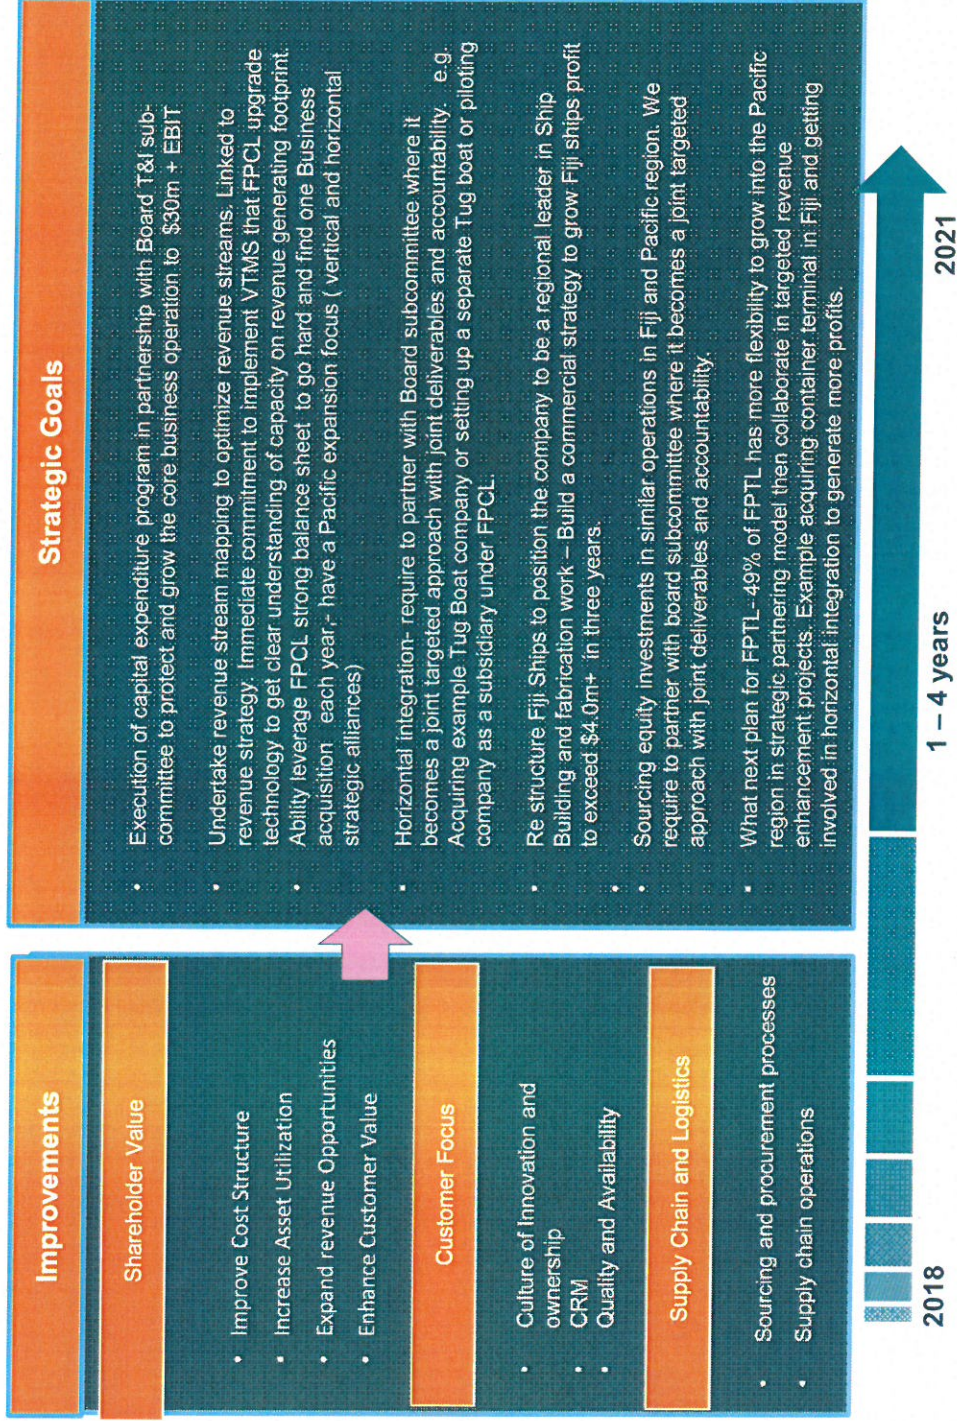 Improvements
Shareholder Value
• Improve Cost Structure
• Increase Asset Utilization
• Expand revenue Opportunities
• Enhance Customer Value
Customer Focus
• Culture of Innovation and
ownership
• CRM
• Quality and Availability
Supply Chain and Logistics
• Sourcing and procurement processes
• Supply chain operations
Strategic Goals
• Execution of capital expenditure program in partnership with Board T&I sub-
committee to protect and grow the core business operation to $30m + EBIT
• Undertake revenue stream mapping to optimize revenue streams. Linked to
revenue strategy. Immediate commitment to implement VTMS that FPCL upgrade
technology to get clear understanding of capacity on revenue generating footprint.
• Ability leverage FPCL strong balance sheet to go hard and find one Business
acquisition each year,- have a Pacific expansion focus ( vertical and horizontal
strategic alliances)
• Horizontal integration- require to partner with Board subcommittee where it
becomes a joint targeted approach with joint deliverables and accountability. e.g.
Acquiring example Tug Boat company or setting up a separate Tug boat or piloting
company as a subsidiary under FPCL
• Re structure Fiji Ships to position the company to be a regional leader in Ship
Building and fabrication work – Build a commercial strategy to grow Fiji ships profit
to exceed $4.0m+ in three years.
•
• Sourcing equity investments in similar operations in Fiji and Pacific region. We
require to partner with board subcommittee where it becomes a joint targeted
approach with joint deliverables and accountability.
• What next plan for FPTL- 49% of FPTL has more flexibility to grow into the Pacific
region in strategic partnering model then collaborate in targeted revenue
enhancement projects. Example acquiring container terminal in Fiji and getting
involved in horizontal integration to generate more profits.
2018
1 – 4 years
2021